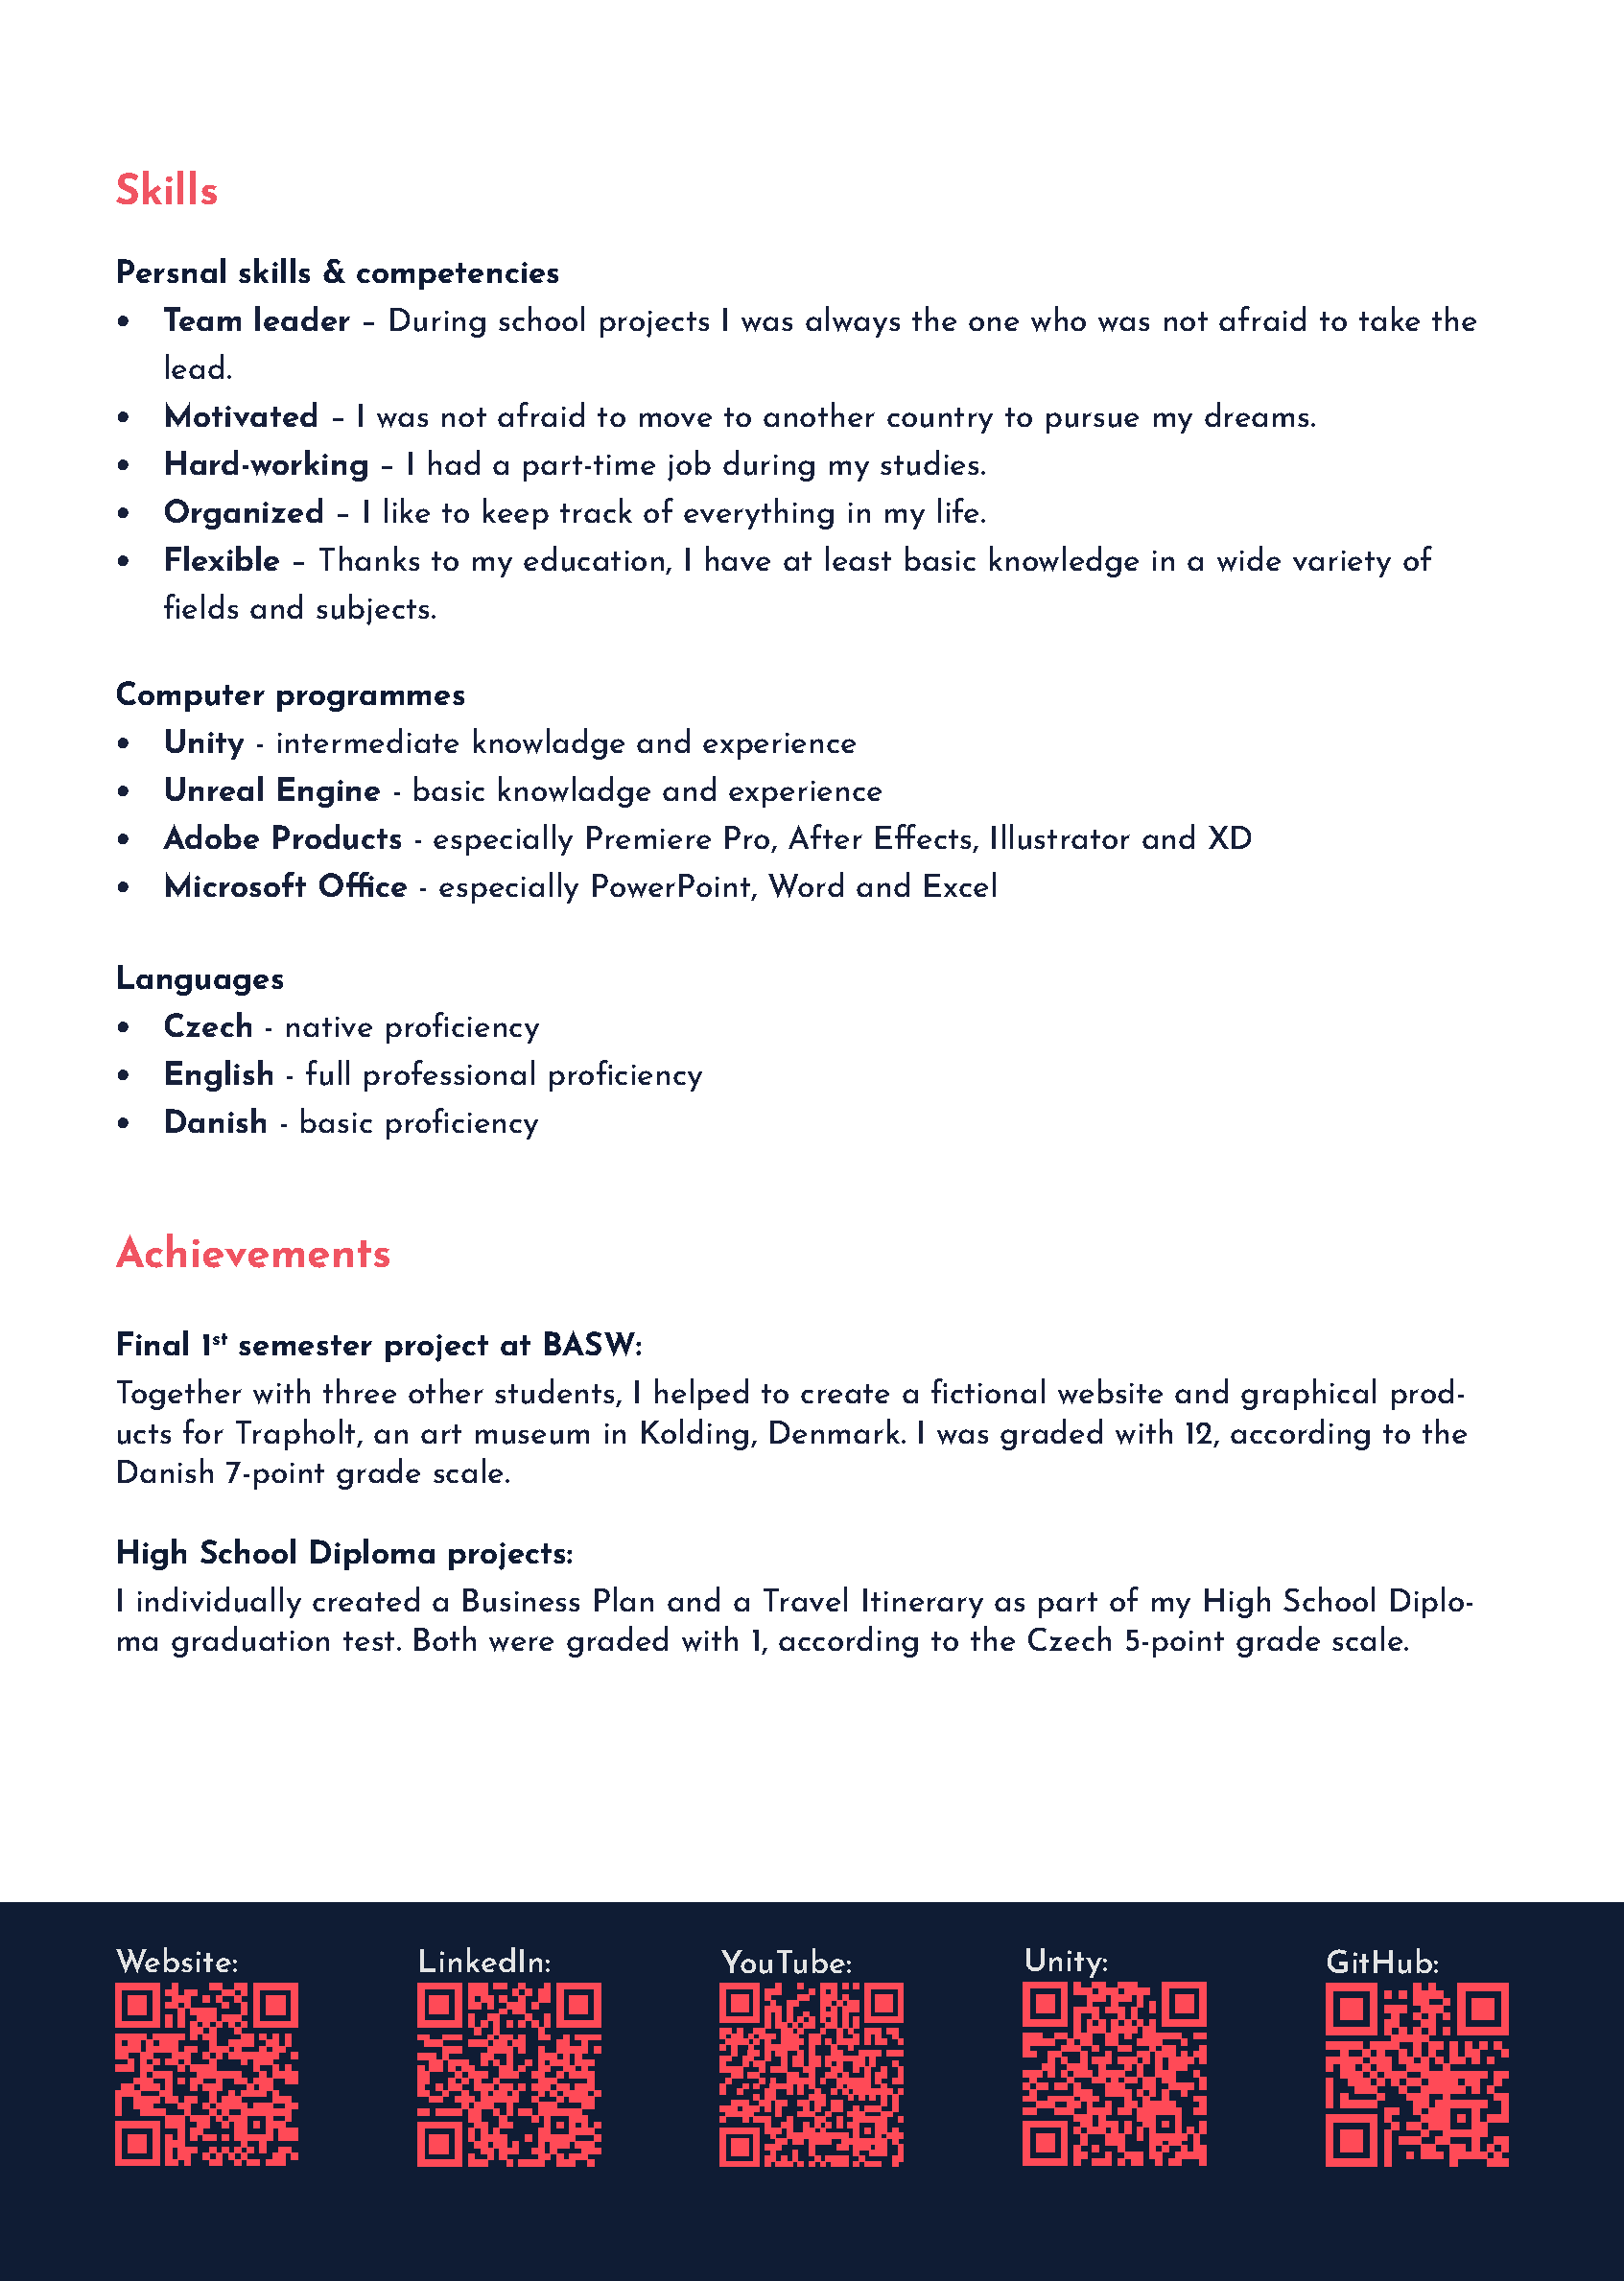 Skills
Persnal skills & competencies
• Team leader – During school projects I was always the one who was not afraid to take the
lead.
• Motivated – I was not afraid to move to another country to pursue my dreams.
• Hard-working – I had a part-time job during my studies.
• Organized – I like to keep track of everything in my life.
• Flexible – Thanks to my education, I have at least basic knowledge in a wide variety of
fields and subjects.
Computer programmes
• Unity - intermediate knowladge and experience
• Unreal Engine - basic knowladge and experience
• Adobe Products - especially Premiere Pro, After Effects, Illustrator and XD
• Microsoft Office - especially PowerPoint, Word and Excel
Languages
• Czech - native proficiency
• English - full professional proficiency
• Danish - basic proficiency
Achievements
Final 1st semester project at BASW:
Together with three other students, I helped to create a fictional website and graphical prod-
ucts for Trapholt, an art museum in Kolding, Denmark. I was graded with 12, according to the
Danish 7-point grade scale.
High School Diploma projects:
I individually created a Business Plan and a Travel Itinerary as part of my High School Diplo-
ma graduation test. Both were graded with 1, according to the Czech 5-point grade scale.
Website: LinkedIn: YouTube: Unity: GitHub: